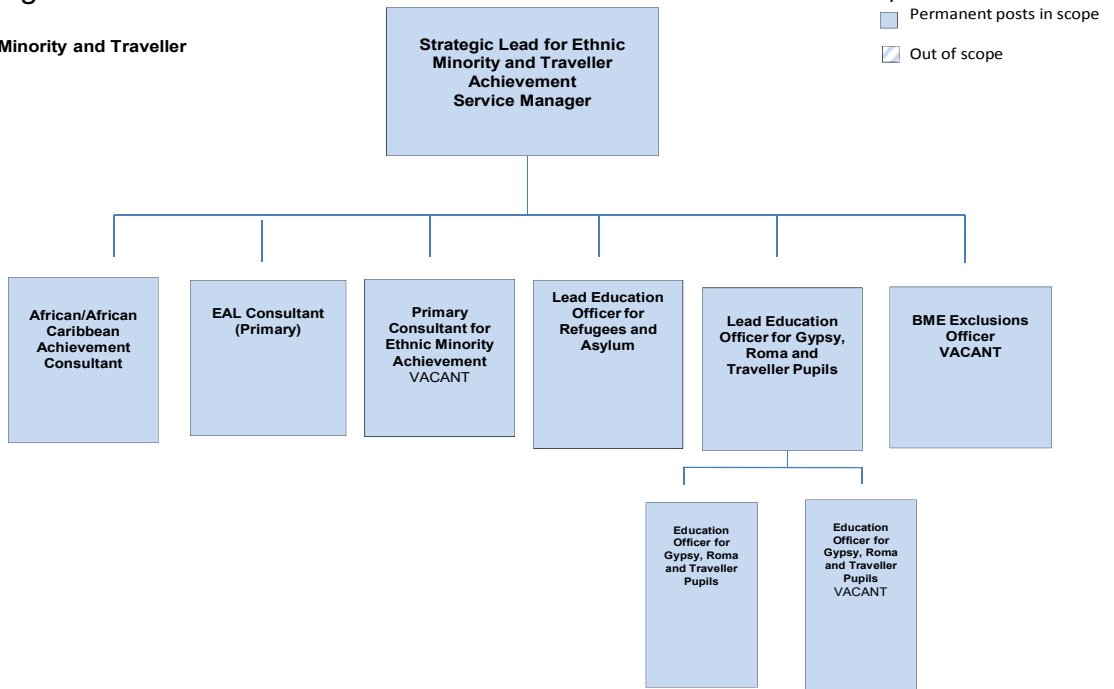 Permanent posts in scope
Minority and Traveller
Out of scope
Strategic Lead for Ethnic
Minority and Traveller
Achievement
Service Manager
African/African
Caribbean
Achievement
Consultant
EAL Consultant
(Primary)
Primary
Consultant for
Ethnic Minority
Achievement
VACANT
Lead Education
Officer for
Refugees and
Asylum
Lead Education
Officer for Gypsy,
Roma and
Traveller Pupils
BME Exclusions
Officer
VACANT
Education
Officer for
Gypsy, Roma
and Traveller
Pupils
Education
Officer for
Gypsy, Roma
and Traveller
Pupils
VACANT